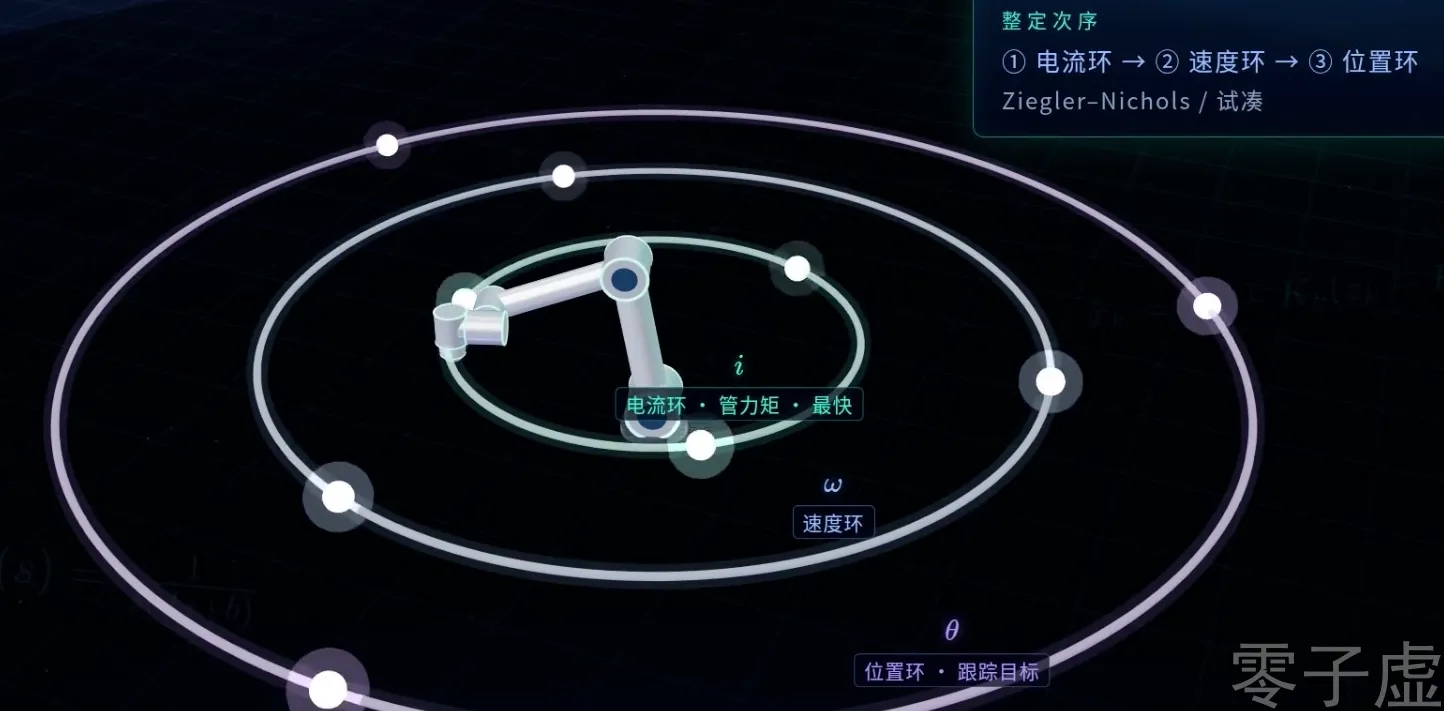 整定次序
① 电流环 → ② 速度环 → ③ 位置环
Ziegler–Nichols / 试凑
i
电流环 · 管力矩 · 最快
ω
速度环
θ
位置环 · 跟踪目标
零子虚